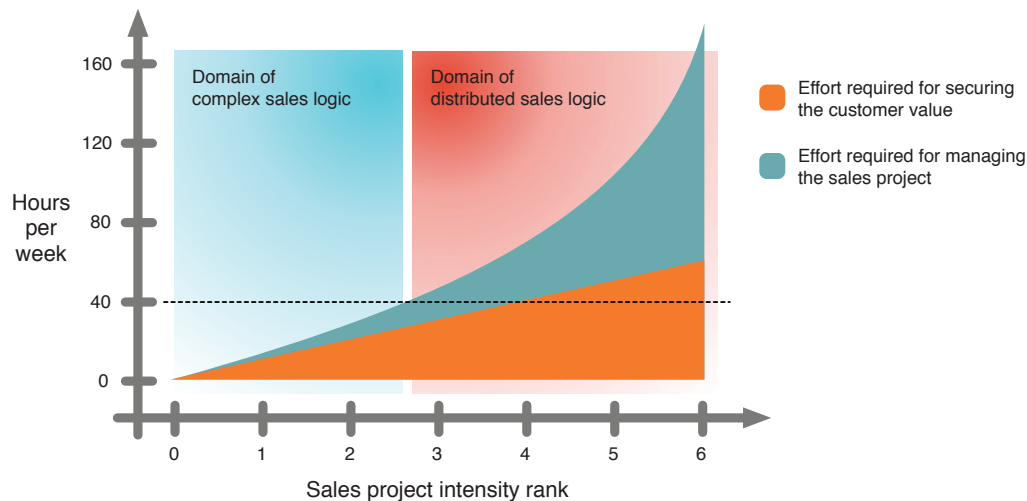 160
120
80
40
0
Hours
per
week
Domain of
complex sales logic
Domain of
distributed sales logic
Effort required for securing
the customer value
Effort required for managing
the sales project
0
1
2
3
4
5
6
Sales project intensity rank